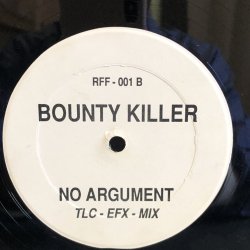 RFF - 001 B
BOUNTY KILLER
NO ARGUMENT
TLC - EFX - MIX